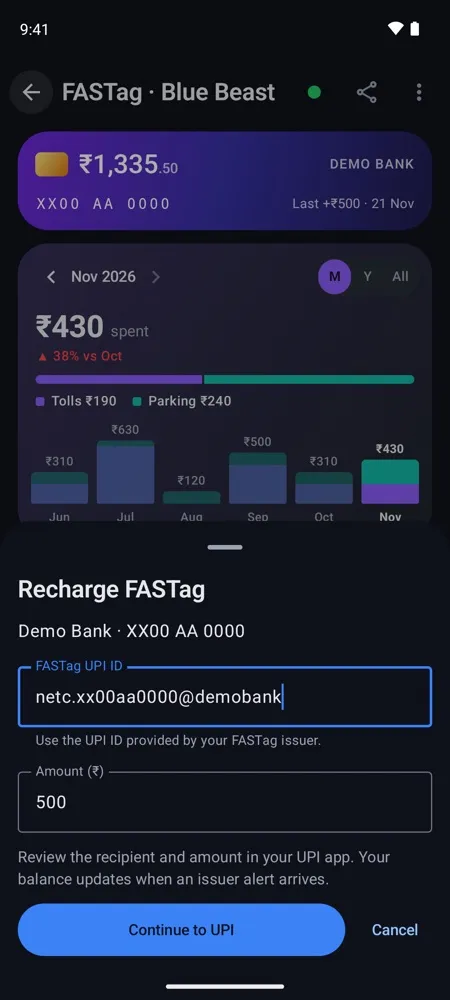 9:41
FASTag · Blue Beast
₹1,335.50
DEMO BANK
XX00 AA 0000
Last +₹500 · 21 Nov
Nov 2026
M Y All
₹430 spent
▲ 38% vs Oct
Tolls ₹190 Parking ₹240
₹310 ₹630 ₹120 ₹500 ₹310 ₹430
Jun Jul Aug Sep Oct Nov
Recharge FASTag
Demo Bank · XX00 AA 0000
FASTag UPI ID
netc.xx00aa0000@demobank
Use the UPI ID provided by your FASTag issuer.
Amount (₹)
500
Review the recipient and amount in your UPI app. Your
balance updates when an issuer alert arrives.
Continue to UPI
Cancel